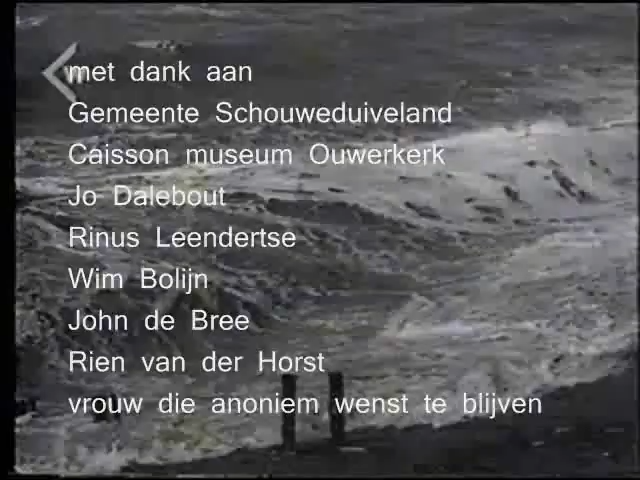 met dank aan
Gemeente Schouweduiveland
Caisson museum Ouwerkerk
Jo Dalebout
Rinus Leendertse
Wim Bolijn
John de Bree
Rien van der Horst
vrouw die anoniem wenst te blijven